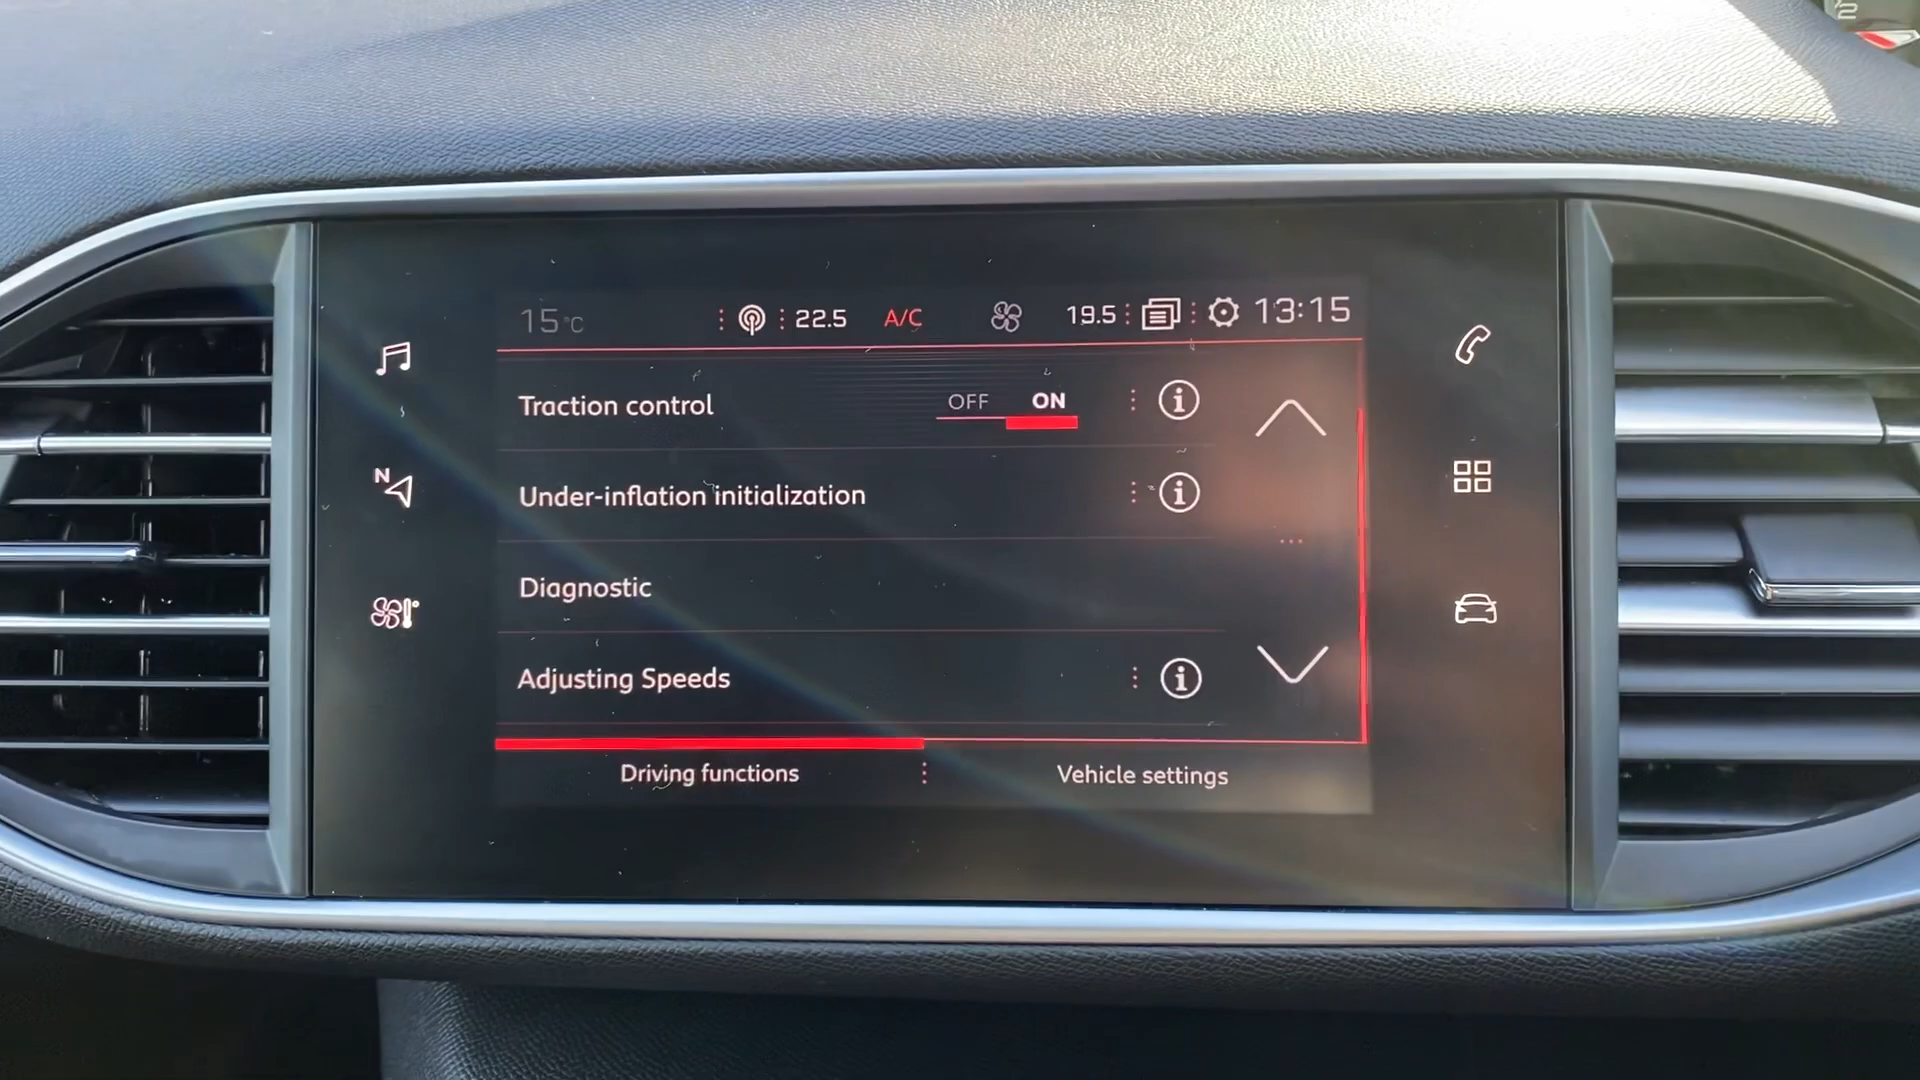 15°C 22.5 A/C 19.5 13:15
Traction control OFF ON
Under-inflation initialization
Diagnostic
Adjusting Speeds
Driving functions Vehicle settings
N